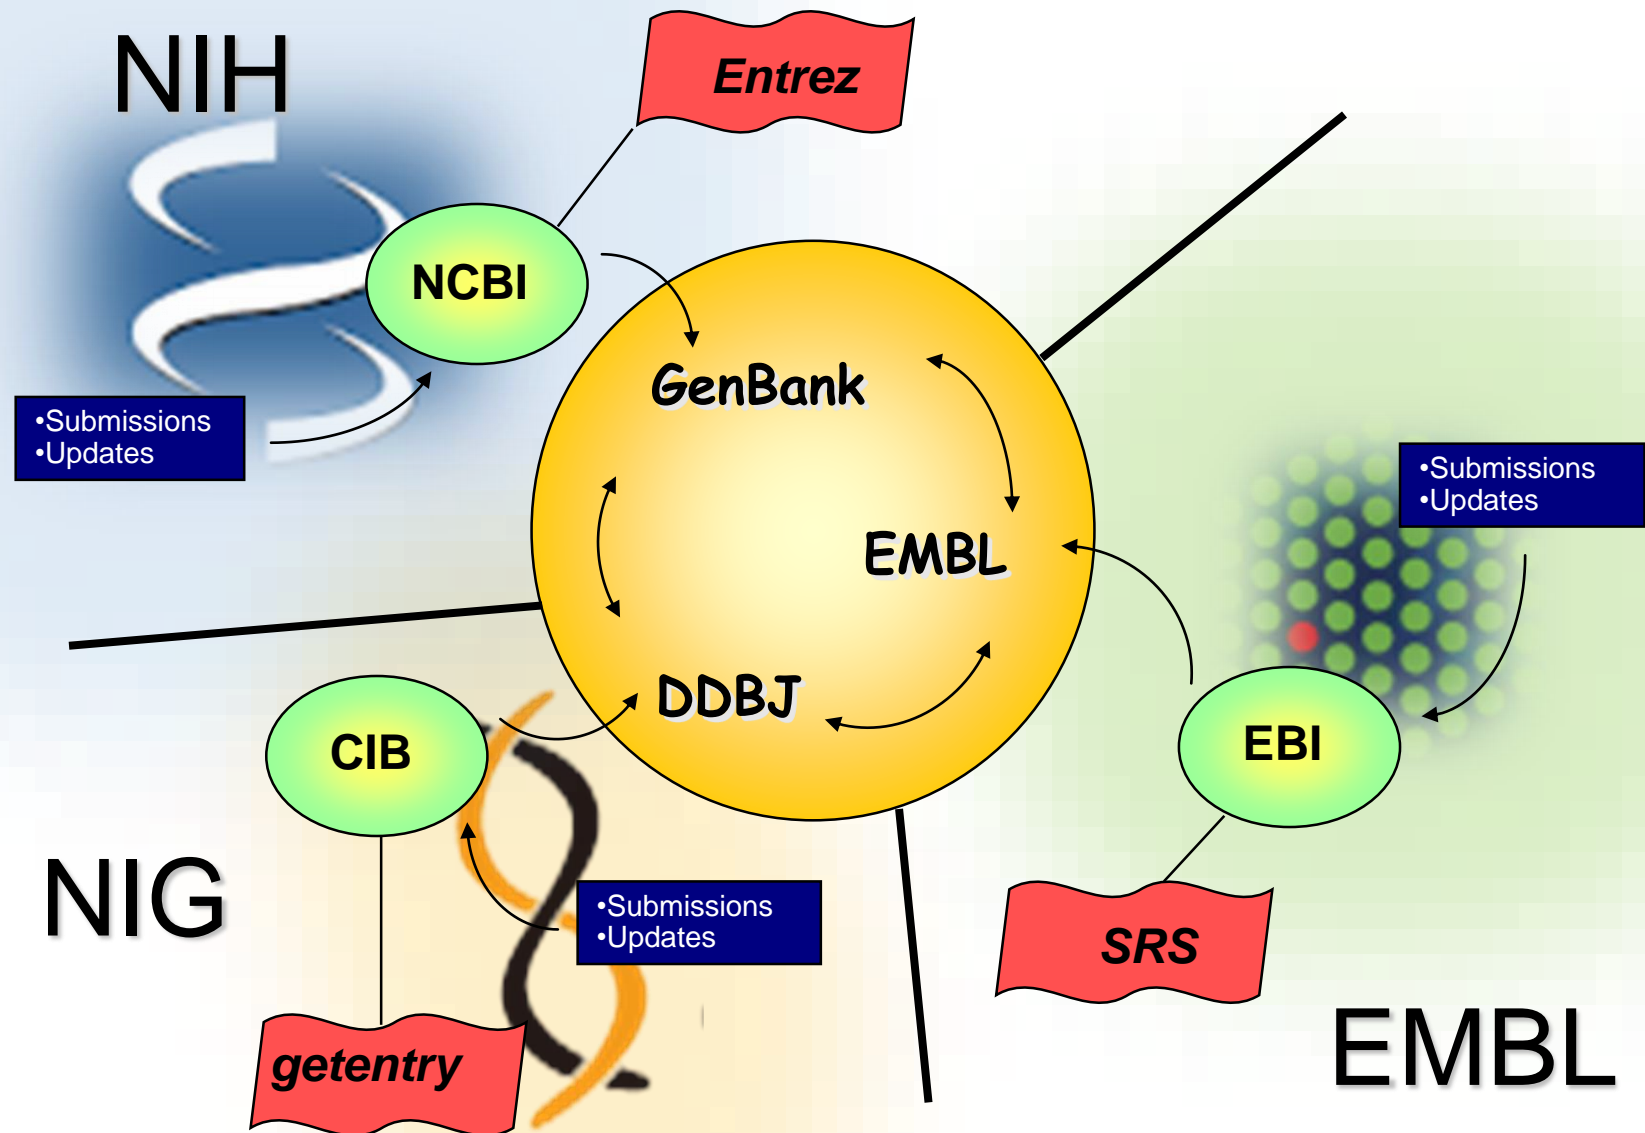 NIH
Entrez
NCBI
•Submissions
•Updates
GenBank
EMBL
DDBJ
•Submissions
•Updates
EBI
SRS
EMBL
CIB
NIG
•Submissions
•Updates
getentry